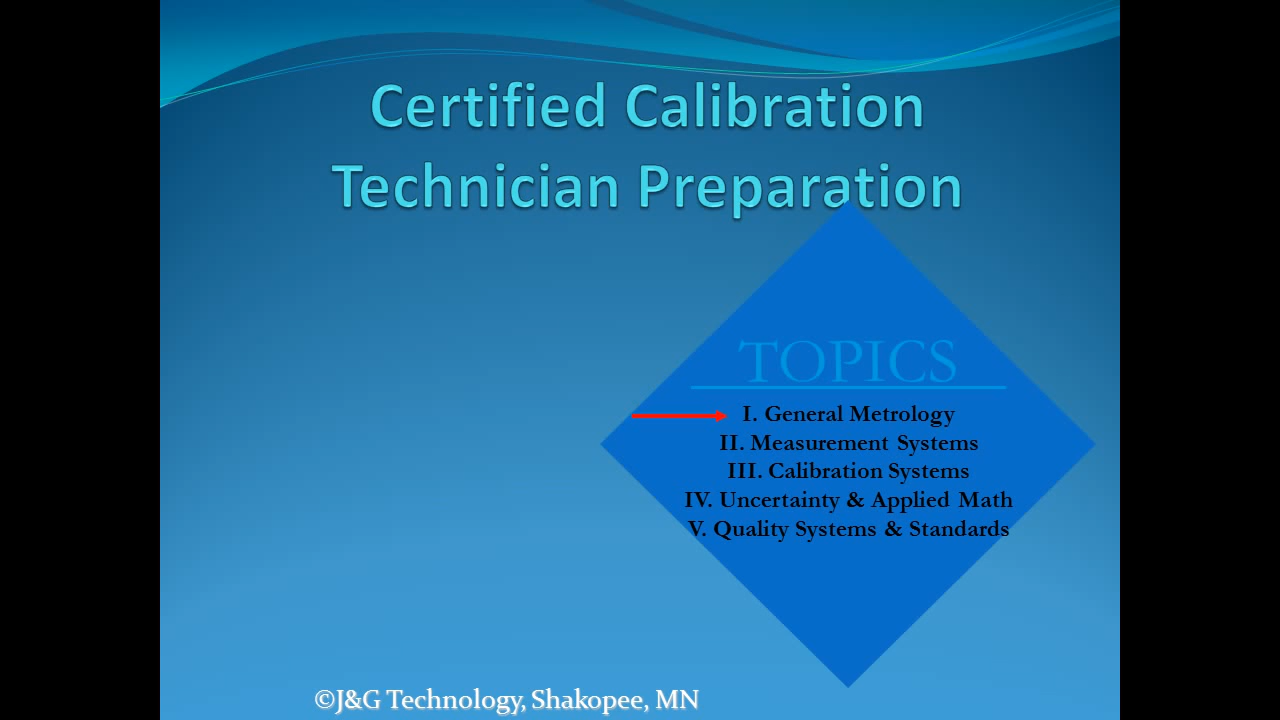 Certified Calibration
Technician Preparation
TOPICS
I. General Metrology
II. Measurement Systems
III. Calibration Systems
IV. Uncertainty & Applied Math
V. Quality Systems & Standards
©J&G Technology, Shakopee, MN